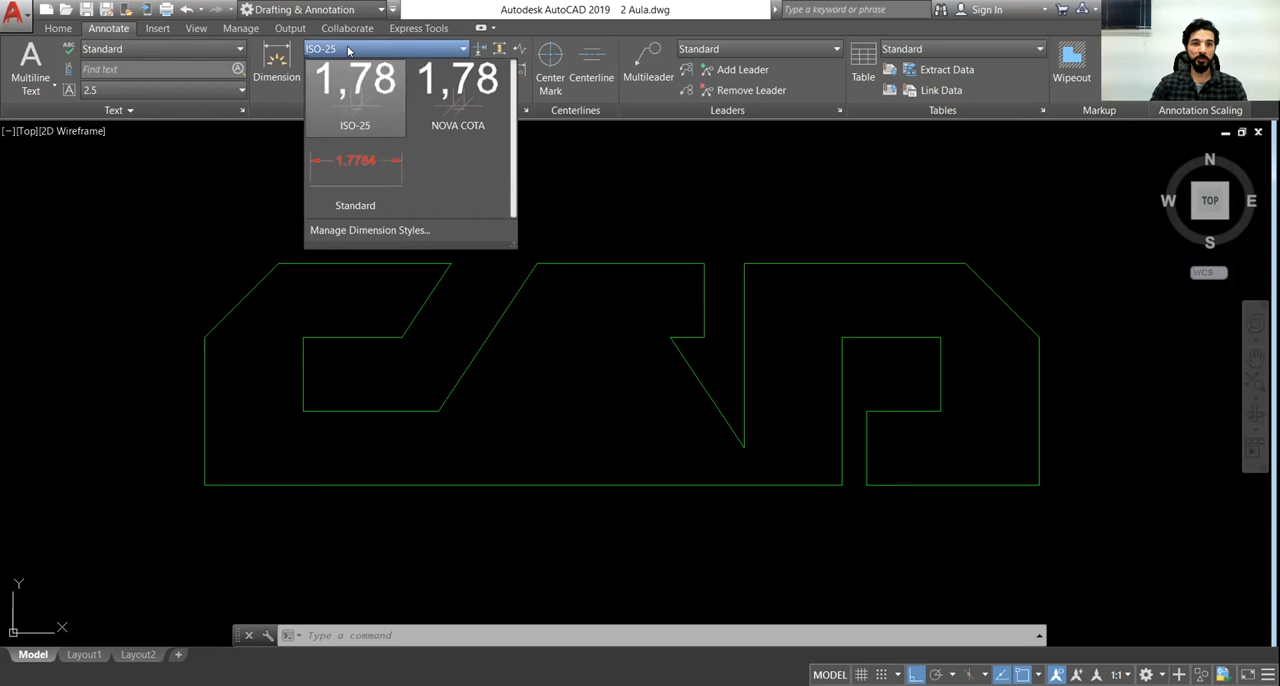 Drafting & Annotation
Autodesk AutoCAD 2019 2 Aula.dwg
Type a keyword or phrase
Sign In
Home Annotate Insert View Manage Output Collaborate Express Tools
A
Multiline
Text
ABC
Standard
Find text
2.5
Text
Dimension
ISO-25
1,78
ISO-25
1,78
NOVA COTA
1.7784
Standard
Manage Dimension Styles...
Center
Mark
Centerline
Centerlines
Multileader
Standard
Add Leader
Remove Leader
Leaders
Table
Standard
Extract Data
Link Data
Tables
Wipeout
Markup
Annotation Scaling
[−][Top][2D Wireframe]
N
W TOP E
S
WCS
Y
X
Type a command
Model Layout1 Layout2 +
MODEL 1:1